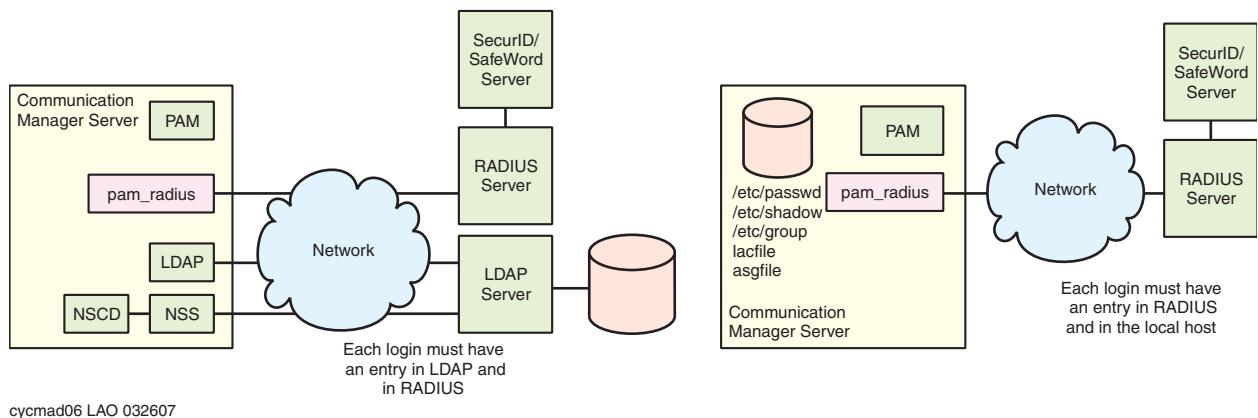 SecurID/
SafeWord
Server
Communication
Manager Server
PAM
RADIUS
Server
pam_radius
Network
LDAP
LDAP
Server
NSCD
NSS
Each login must have
an entry in LDAP and
in RADIUS
cycmad06 LAO 032607
SecurID/
SafeWord
Server
PAM
RADIUS
Server
pam_radius
Network
/etc/passwd
/etc/shadow
/etc/group
lacfile
asgfile
Communication
Manager Server
Each login must have
an entry in RADIUS
and in the local host